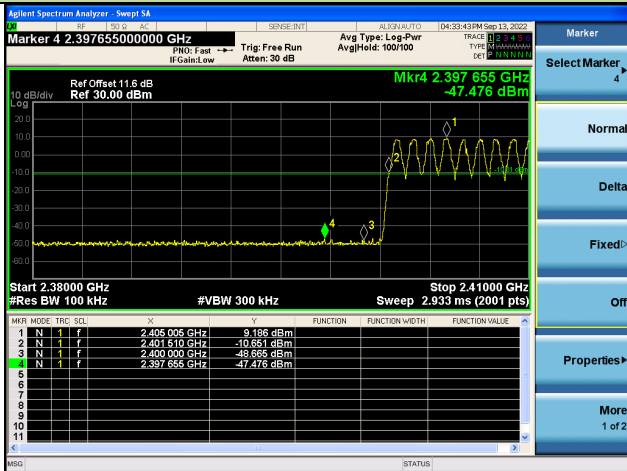 Agilent Spectrum Analyzer - Swept SA
RF 50 Ω AC SENSE:INT ALIGN AUTO 04:33:43 PM Sep 13, 2022
Marker 4 2.397655000000 GHz
PNO: Fast
IFGain:Low
Trig: Free Run
Atten: 30 dB
Avg Type: Log-Pwr
Avg|Hold: 100/100
TRACE 1 2 3 4 5 6
TYPE M
DET P N N N N N
Mkr4 2.397 655 GHz
-47.476 dBm
Ref Offset 11.6 dB
10 dB/div Ref 30.00 dBm
Log
20.0
10.0
0.00
-10.0
-20.0
-30.0
-40.0
-50.0
-60.0
1
2
3
4
Start 2.38000 GHz Stop 2.41000 GHz
#Res BW 100 kHz #VBW 300 kHz Sweep 2.933 ms (2001 pts)
MKR MODE TRC SCL X Y FUNCTION FUNCTION WIDTH FUNCTION VALUE
1 N 1 f 2.405 005 GHz 9.186 dBm
2 N 1 f 2.401 510 GHz -10.651 dBm
3 N 1 f 2.400 000 GHz -48.665 dBm
4 N 1 f 2.397 655 GHz -47.476 dBm
5
6
7
8
9
10
11
MSG STATUS
Marker
Select Marker
4
Normal
Delta
Fixed
Off
Properties
More
1 of 2